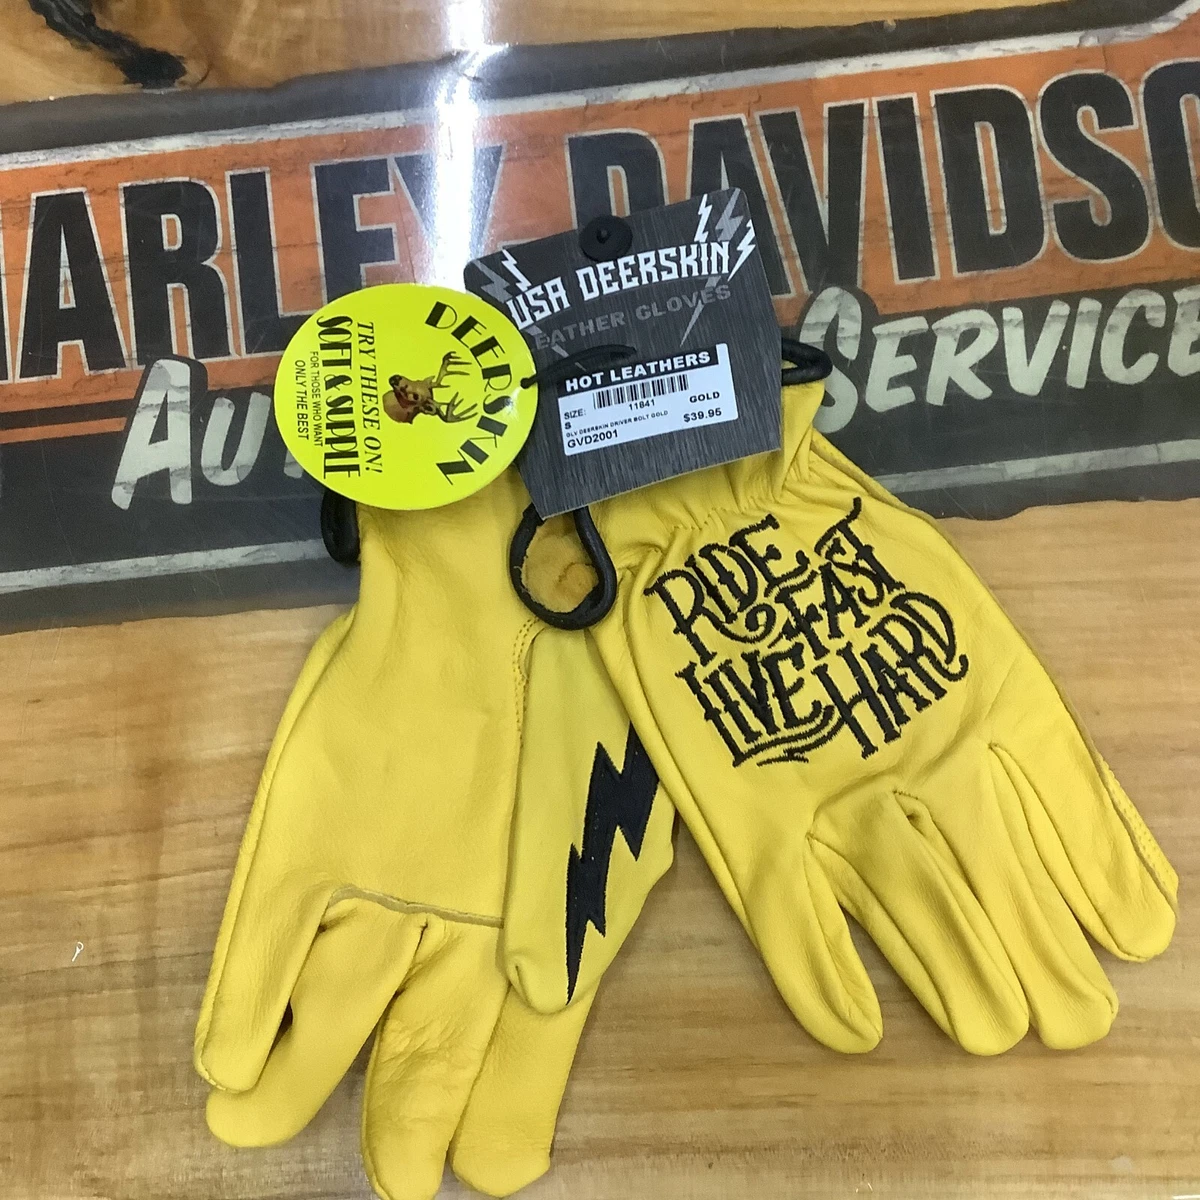 HARLEY-DAVIDSO
SERVICE
USA DEERSKIN
LEATHER GLOVES
HOT LEATHERS
11841
SIZE:
GOLD
S
GLV DEERSKIN DRIVER BOLT GOLD
$39.95
GVD2001
DEERSKIN
TRY THESE ON!
SOFT & SUPPLE
FOR THOSE WHO WANT
ONLY THE BEST
RIDE
FAST
LIVE
HARD